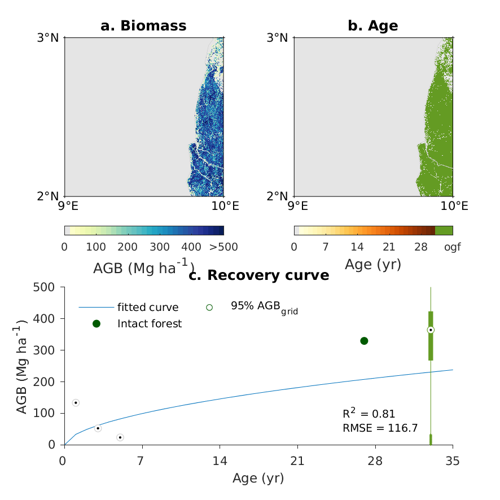 a. Biomass
b. Age
3°N
3°N
2°N
2°N
9°E
10°E
9°E
10°E
0 100 200 300 400 >500
0 7 14 21 28 ogf
AGB (Mg ha⁻¹)
Age (yr)
c. Recovery curve
500
400
300
200
100
0
AGB (Mg ha⁻¹)
fitted curve
95% AGB_grid
Intact forest
R² = 0.81
RMSE = 116.7
0 7 14 21 28 35
Age (yr)